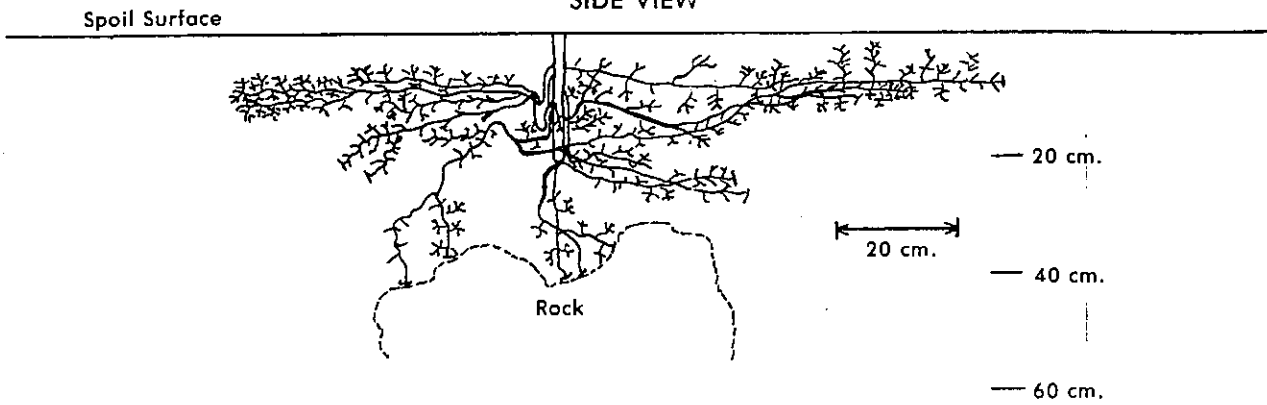 SIDE VIEW
Spoil Surface
20 cm.
20 cm.
40 cm.
Rock
60 cm.